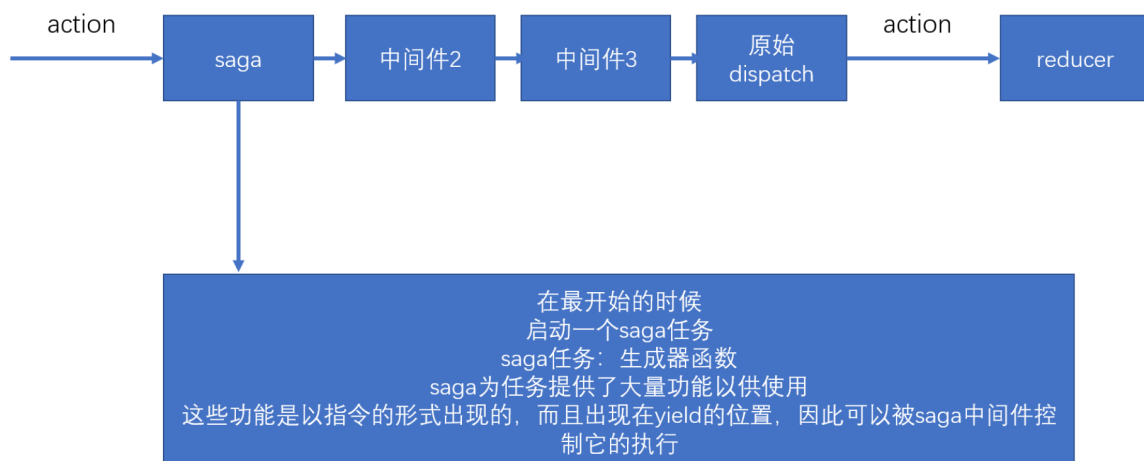 action
action
saga
中间件2
中间件3
原始
dispatch
reducer
在最开始的时候
启动一个saga任务
saga任务：生成器函数
saga为任务提供了大量功能以供使用
这些功能是以指令的形式出现的，而且出现在yield的位置，因此可以被saga中间件控
制它的执行